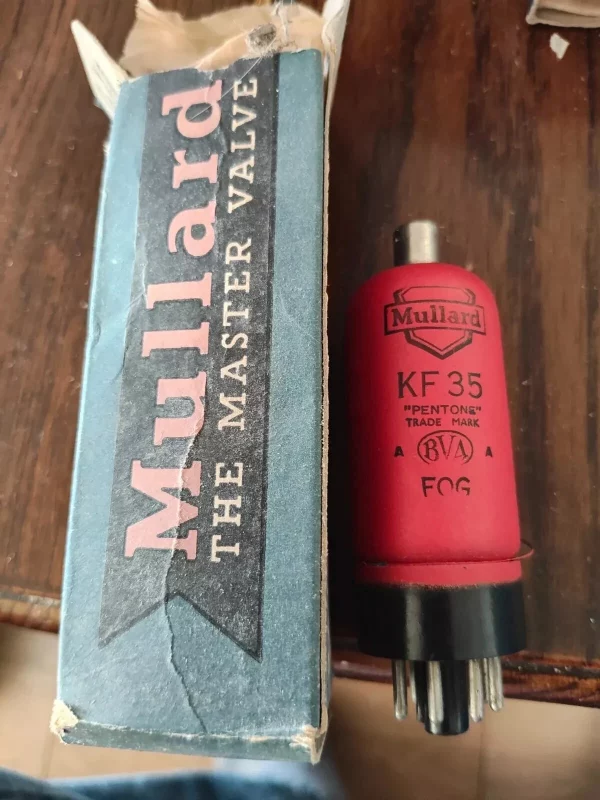 Mullard
THE MASTER VALVE
Mullard
KF 35
"PENTONE"
TRADE MARK
A BVA A
FOG